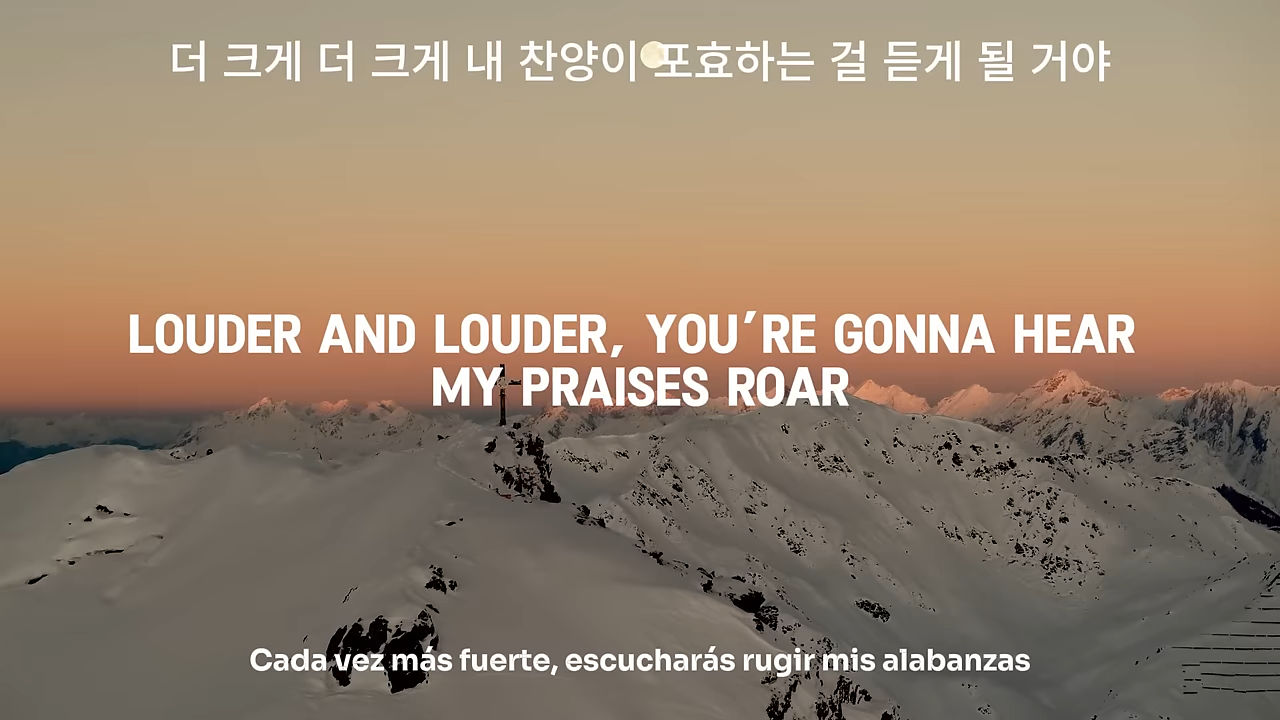 더 크게 더 크게 내 찬양이 포효하는 걸 듣게 될 거야
LOUDER AND LOUDER, YOU'RE GONNA HEAR
MY PRAISES ROAR
Cada vez más fuerte, escucharás rugir mis alabanzas